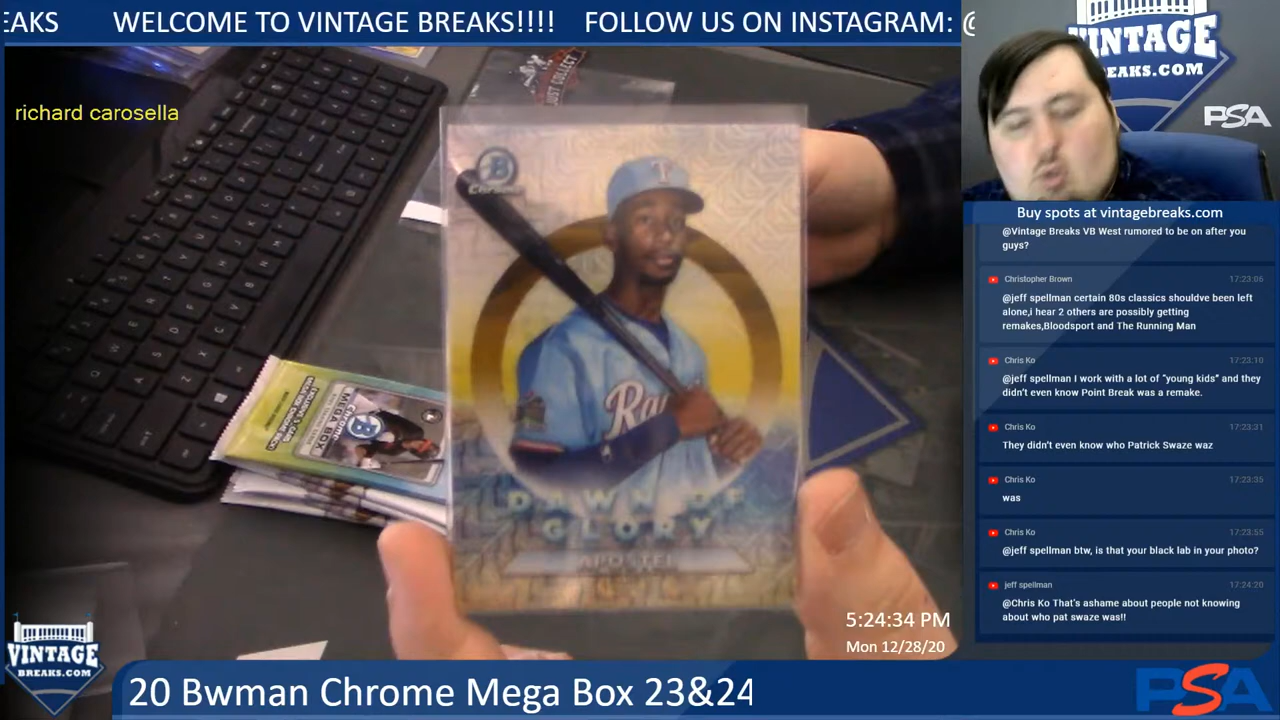 EAKS WELCOME TO VINTAGE BREAKS!!!! FOLLOW US ON INSTAGRAM: @
richard carosella
JUST COLLECT
B
Chrome
T
Ra
DAWN OF
GLORY
APOSTEL
MEGA BOX
VINTAGE
BREAKS.COM
PSA
Buy spots at vintagebreaks.com
@Vintage Breaks VB West rumored to be on after you
guys?
Christopher Brown 17:23:06
@jeff spellman certain 80s classics shouldve been left
alone,i hear 2 others are possibly getting
remakes,Bloodsport and The Running Man
Chris Ko 17:23:10
@jeff spellman I work with a lot of "young kids" and they
didn't even know Point Break was a remake.
Chris Ko 17:23:31
They didn't even know who Patrick Swaze waz
Chris Ko 17:23:35
was
Chris Ko 17:23:55
@jeff spellman btw, is that your black lab in your photo?
jeff spellman 17:24:20
@Chris Ko That's ashame about people not knowing
about who pat swaze was!!
5:24:34 PM
Mon 12/28/20
VINTAGE
BREAKS.COM
20 Bwman Chrome Mega Box 23&24
PSA